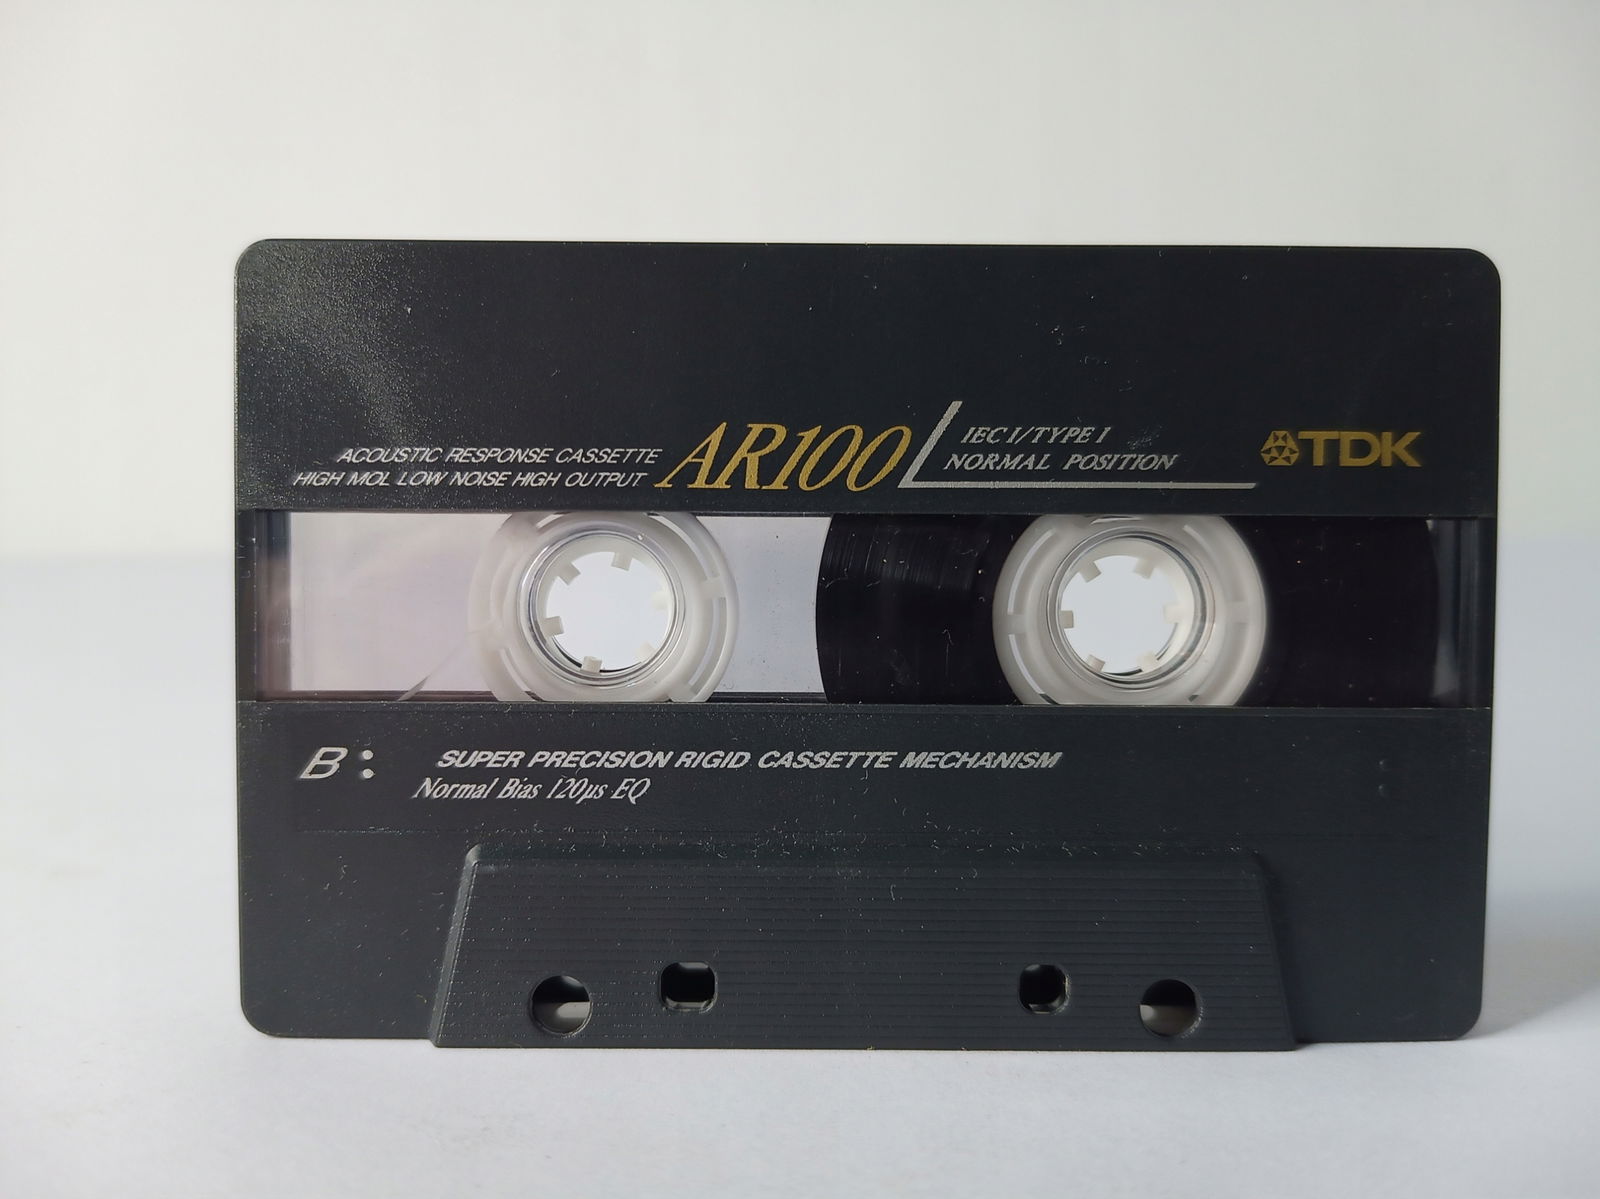 ACOUSTIC RESPONSE CASSETTE
HIGH MOL LOW NOISE HIGH OUTPUT
AR100
IEC I/TYPE I
NORMAL POSITION
TDK
B:
SUPER PRECISION RIGID CASSETTE MECHANISM
Normal Bias 120µs EQ